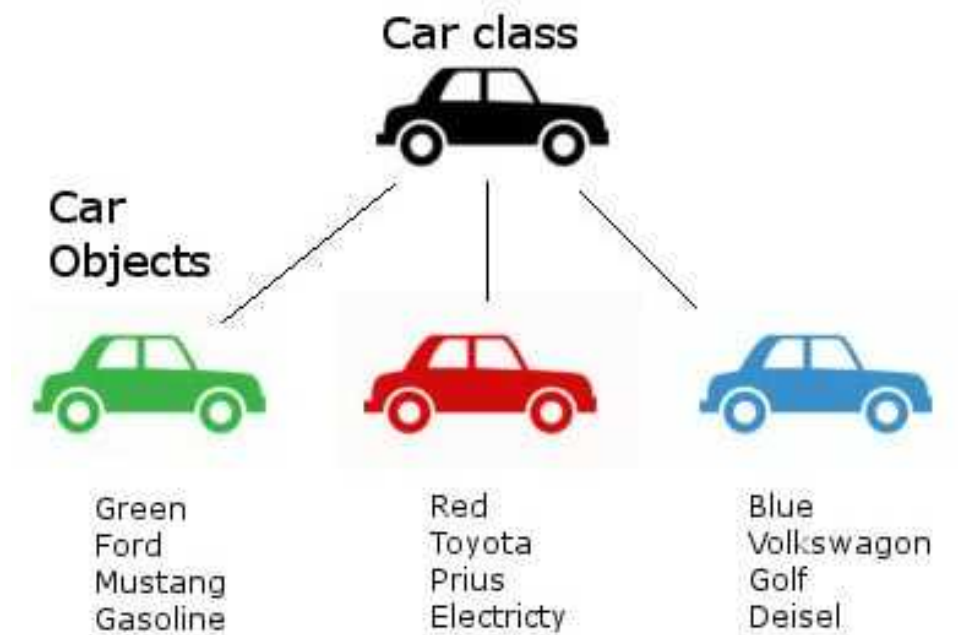 Car class
Car
Objects
Green
Ford
Mustang
Gasoline
Red
Toyota
Prius
Electricty
Blue
Volkswagon
Golf
Deisel